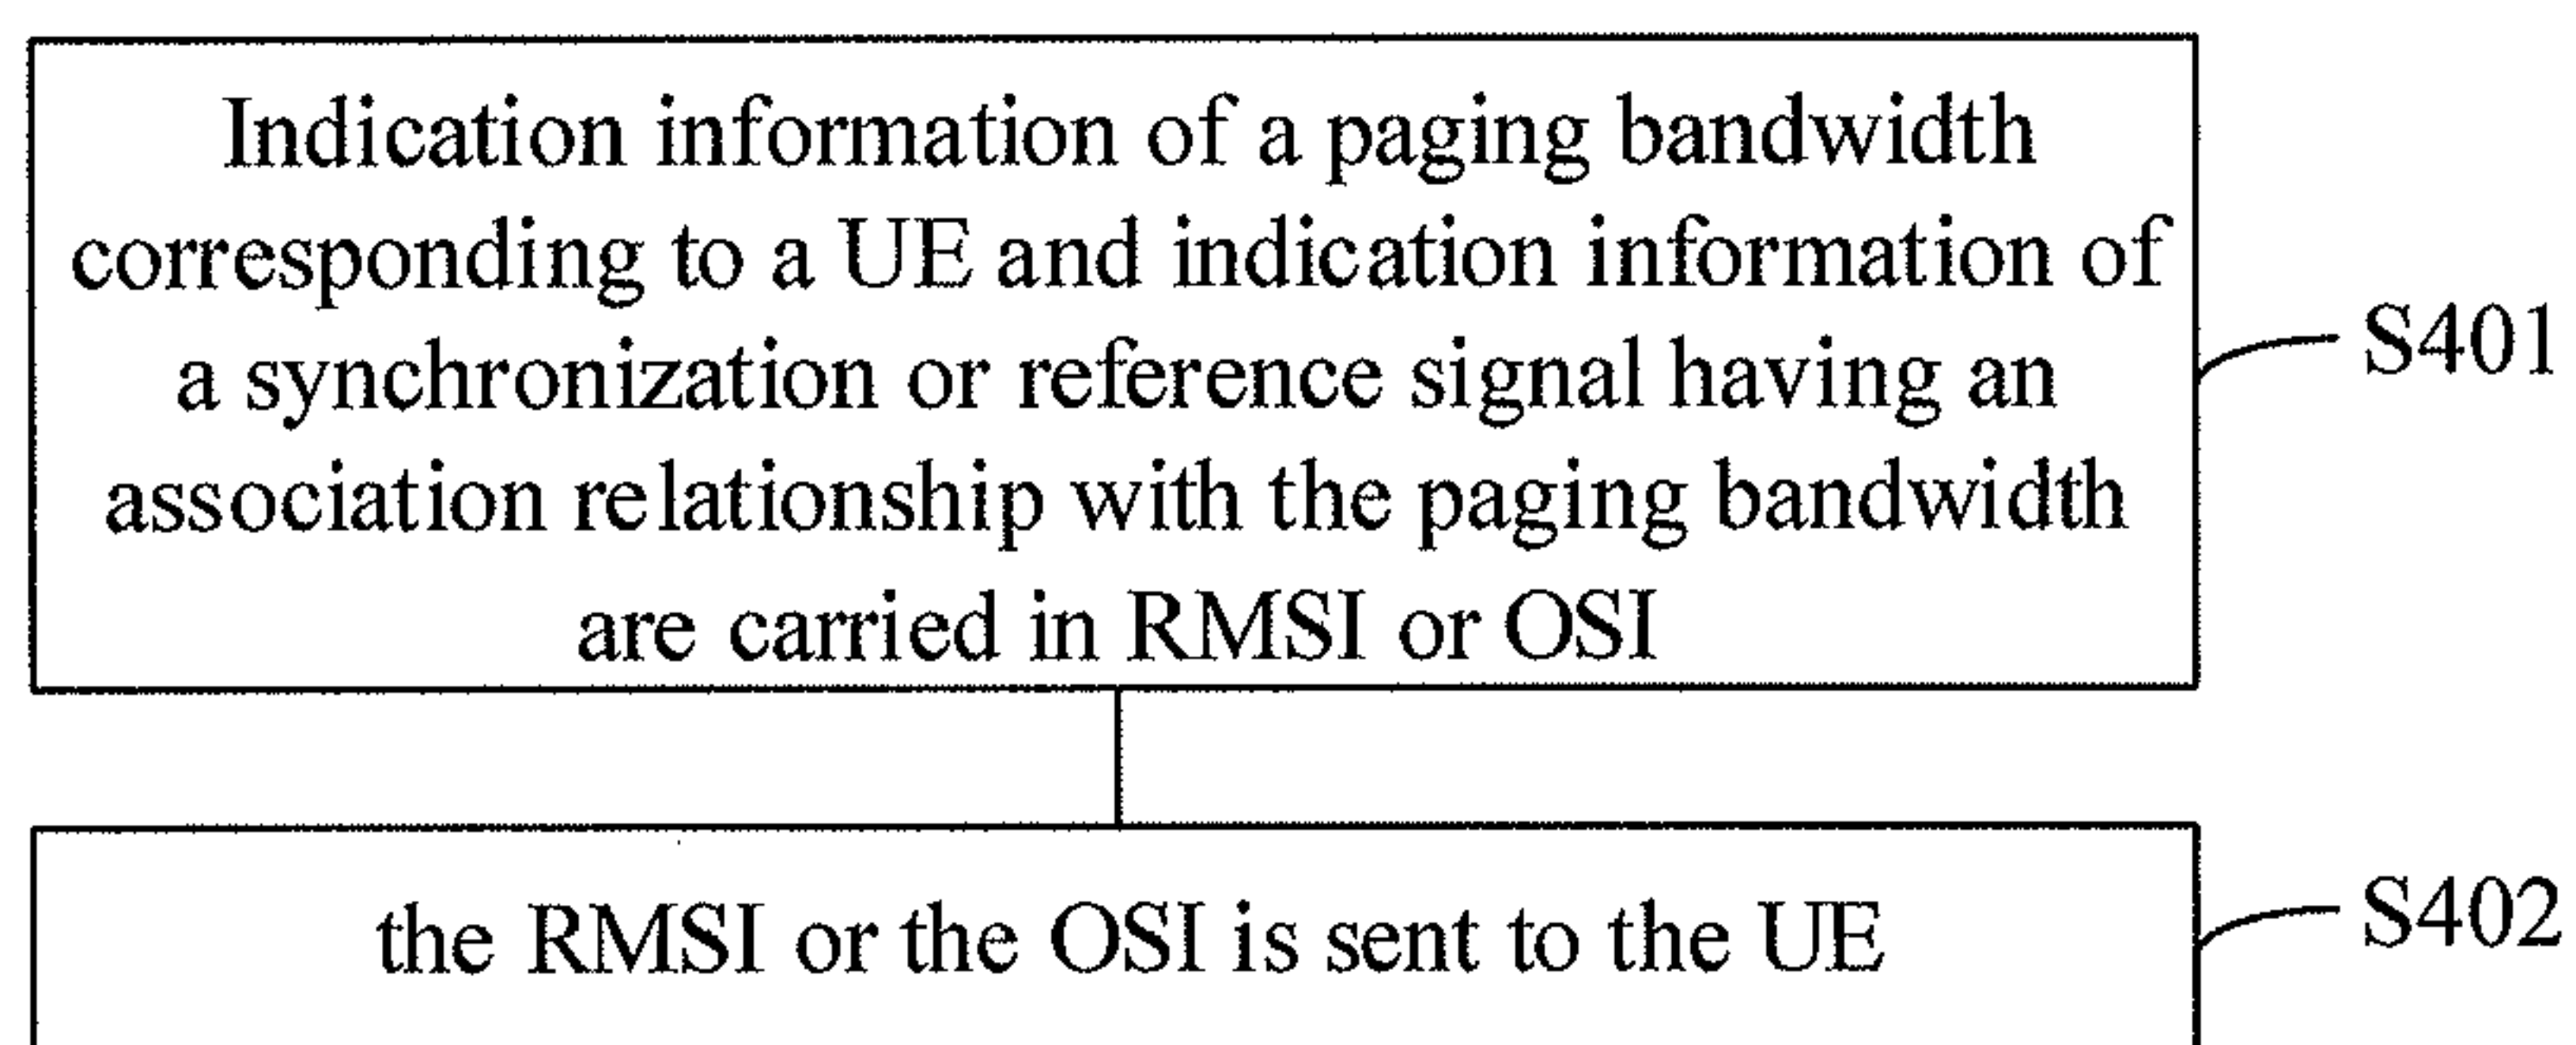 Indication information of a paging bandwidth
corresponding to a UE and indication information of
a synchronization or reference signal having an
association relationship with the paging bandwidth
are carried in RMSI or OSI
S401
the RMSI or the OSI is sent to the UE
S402